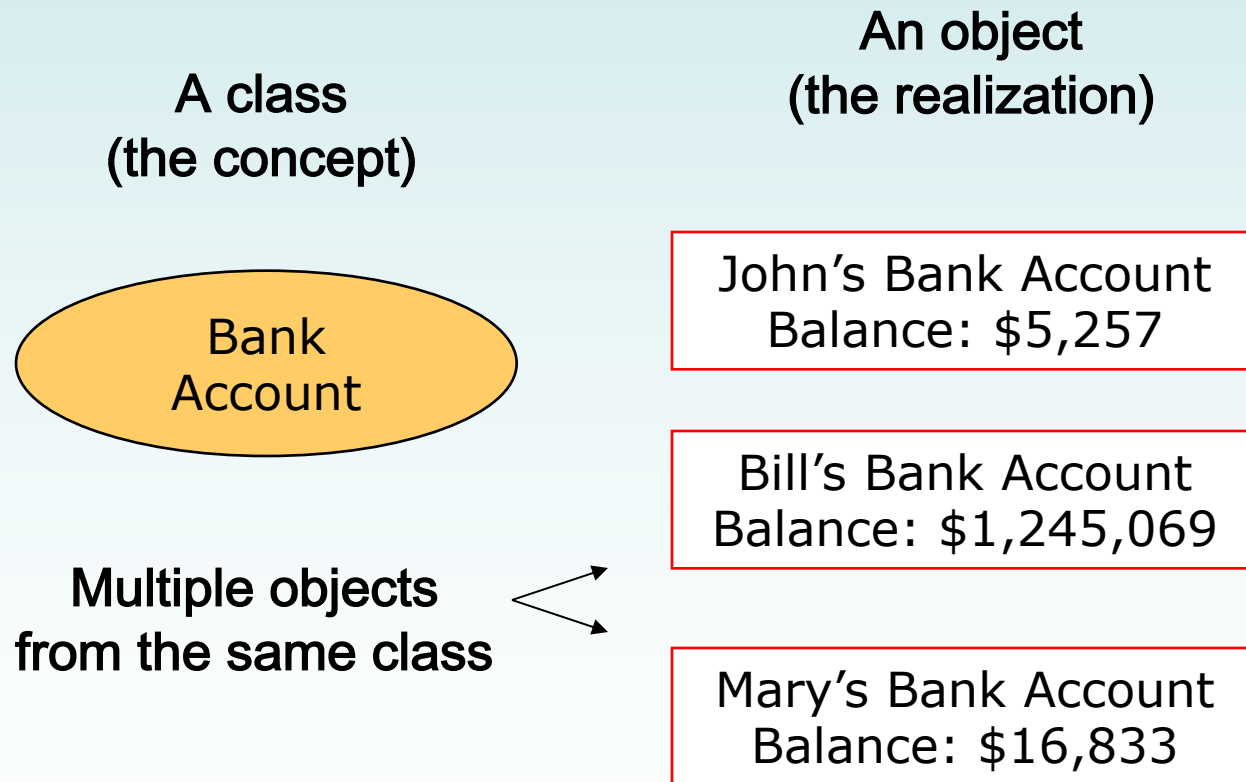 A class
(the concept)
An object
(the realization)
Bank
Account
John’s Bank Account
Balance: $5,257
Bill’s Bank Account
Balance: $1,245,069
Multiple objects
from the same class
Mary’s Bank Account
Balance: $16,833